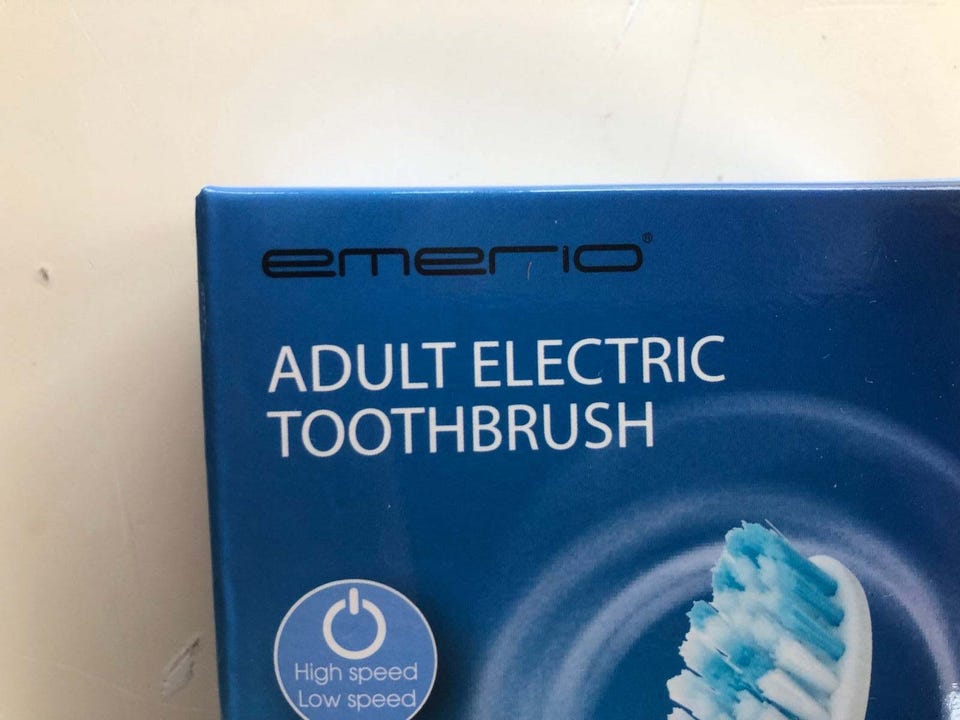 emerio®
ADULT ELECTRIC
TOOTHBRUSH
High speed
Low speed